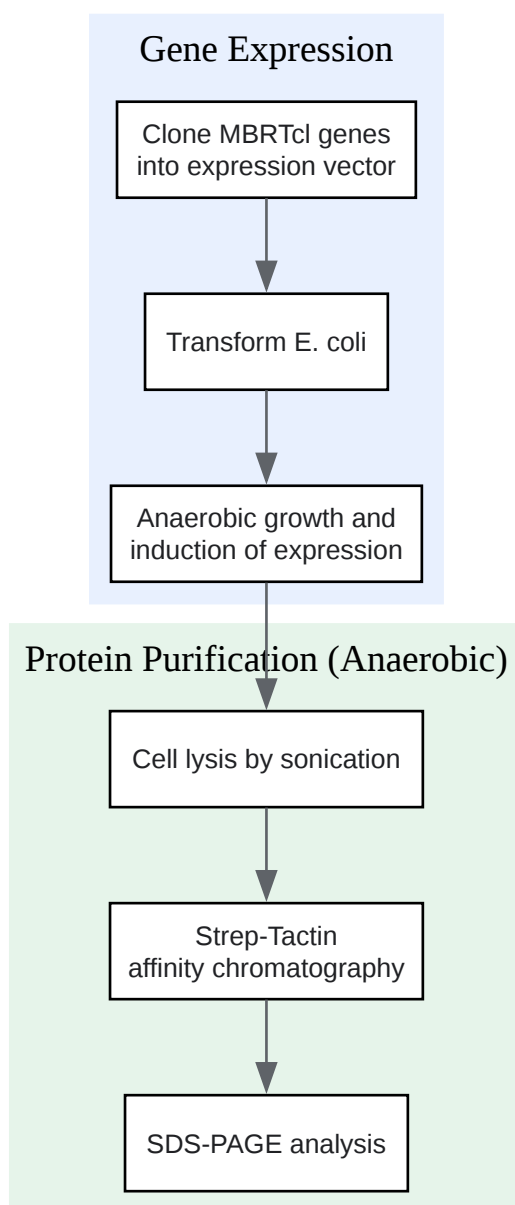 Gene Expression
Clone MBRTcl genes
into expression vector
Transform E. coli
Anaerobic growth and
induction of expression
Protein Purification (Anaerobic)
Cell lysis by sonication
Strep-Tactin
affinity chromatography
SDS-PAGE analysis